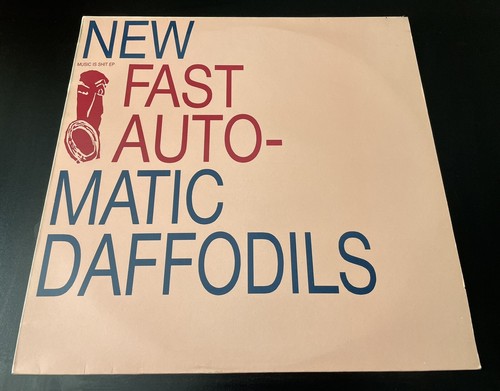 NEW
MUSIC IS SHIT EP
FAST
AUTO-
MATIC
DAFFODILS